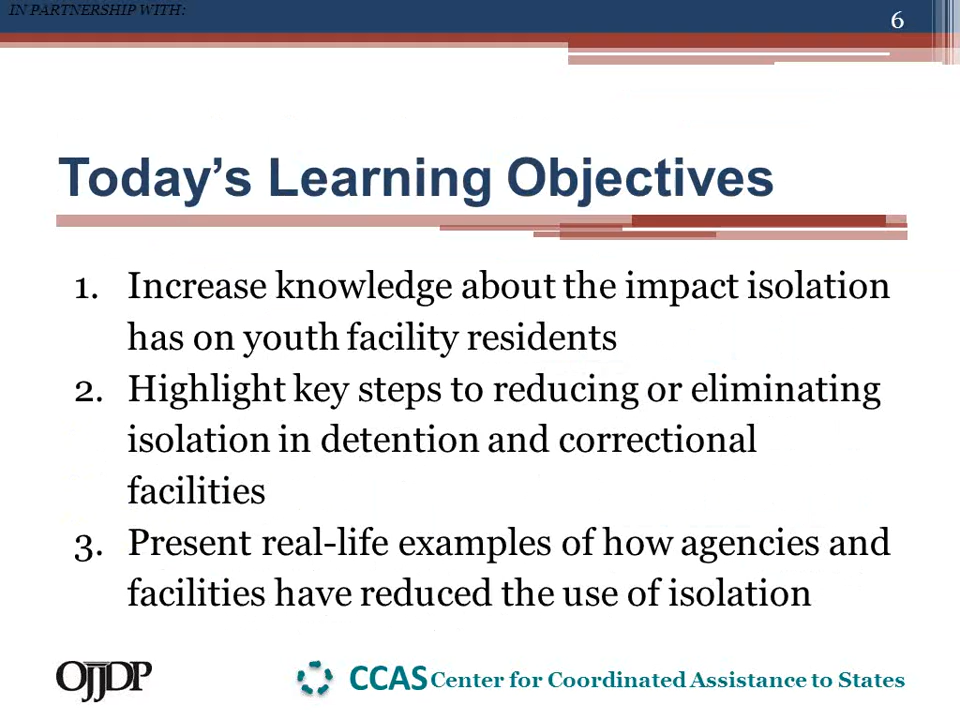 IN PARTNERSHIP WITH:
6
Today’s Learning Objectives
1. Increase knowledge about the impact isolation
has on youth facility residents
2. Highlight key steps to reducing or eliminating
isolation in detention and correctional
facilities
3. Present real-life examples of how agencies and
facilities have reduced the use of isolation
OJJDP
CCAS Center for Coordinated Assistance to States